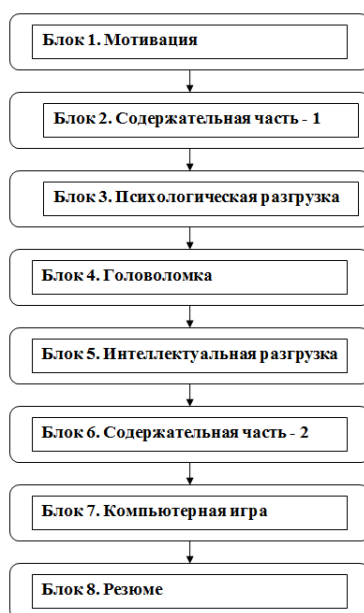 Блок 1. Мотивация
Блок 2. Содержательная часть - 1
Блок 3. Психологическая разгрузка
Блок 4. Головоломка
Блок 5. Интеллектуальная разгрузка
Блок 6. Содержательная часть - 2
Блок 7. Компьютерная игра
Блок 8. Резюме